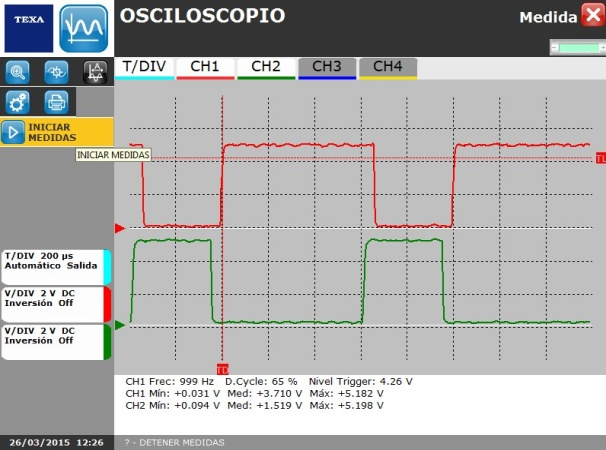 TEXA
OSCILOSCOPIO
Medida
T/DIV CH1 CH2 CH3 CH4
INICIAR
MEDIDAS
INICIAR MEDIDAS
TL
T/DIV 200 µs
Automático Salida
V/DIV 2 V DC
Inversión Off
V/DIV 2 V DC
Inversión Off
TD
CH1 Frec: 999 Hz D.Cycle: 65 % Nivel Trigger: 4.26 V
CH1 Mín: +0.031 V Med: +3.710 V Máx: +5.182 V
CH2 Mín: +0.094 V Med: +1.519 V Máx: +5.198 V
26/03/2015 12:26
? - DETENER MEDIDAS